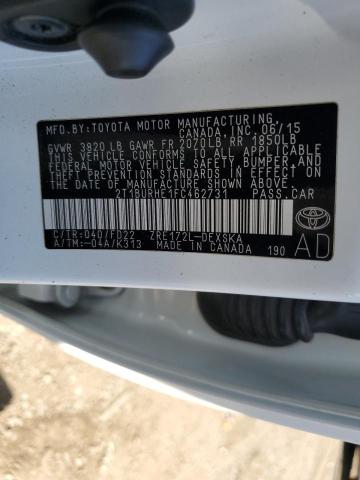 MFD.BY:TOYOTA MOTOR MANUFACTURING
CANADA, INC. 06/15
GVWR 3820 LB GAWR FR 2070LB RR 1850LB
THIS VEHICLE CONFORMS TO ALL APPLICABLE
FEDERAL MOTOR VEHICLE SAFETY,BUMPER,AND
THEFT PREVENTION STANDARDS IN EFFECT ON
THE DATE OF MANUFACTURE SHOWN ABOVE.
2T1BURHE1FC462731 PASS.CAR
C/TR:040/FD22 ZRE172L-DEXSKA
A/TM:-04A/K313 MADE IN CANADA 190
TOYOTA
AD